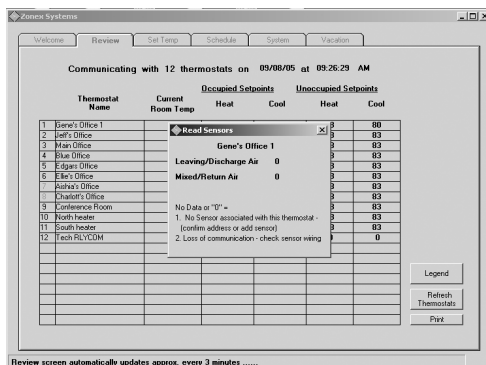 Zonex Systems
Welcome Review Set Temp Schedule System Vacation
Communicating with 12 thermostats on 09/08/05 at 09:26:29 AM
Occupied Setpoints Unoccupied Setpoints
Thermostat Name Current Room Temp Heat Cool Heat Cool
1 Gene's Office 1 80
2 Jeff's Office 83
3 Main Office 83
4 Blue Office 83
5 Edgars Office 83
6 Ellie's Office 83
7 Aishia's Office 83
8 Charlott's Office 83
9 Conference Room 83
10 North heater 83
11 South heater 83
12 Tech RLYCOM 0
Read Sensors
Gene's Office 1
Leaving/Discharge Air 0
Mixed/Return Air 0
No Data or "0" =
1. No Sensor associated with this thermostat -
(confirm address or add sensor)
2. Loss of communication - check sensor wiring
Legend
Refresh
Thermostats
Print
Review screen automatically updates approx. every 3 minutes ......